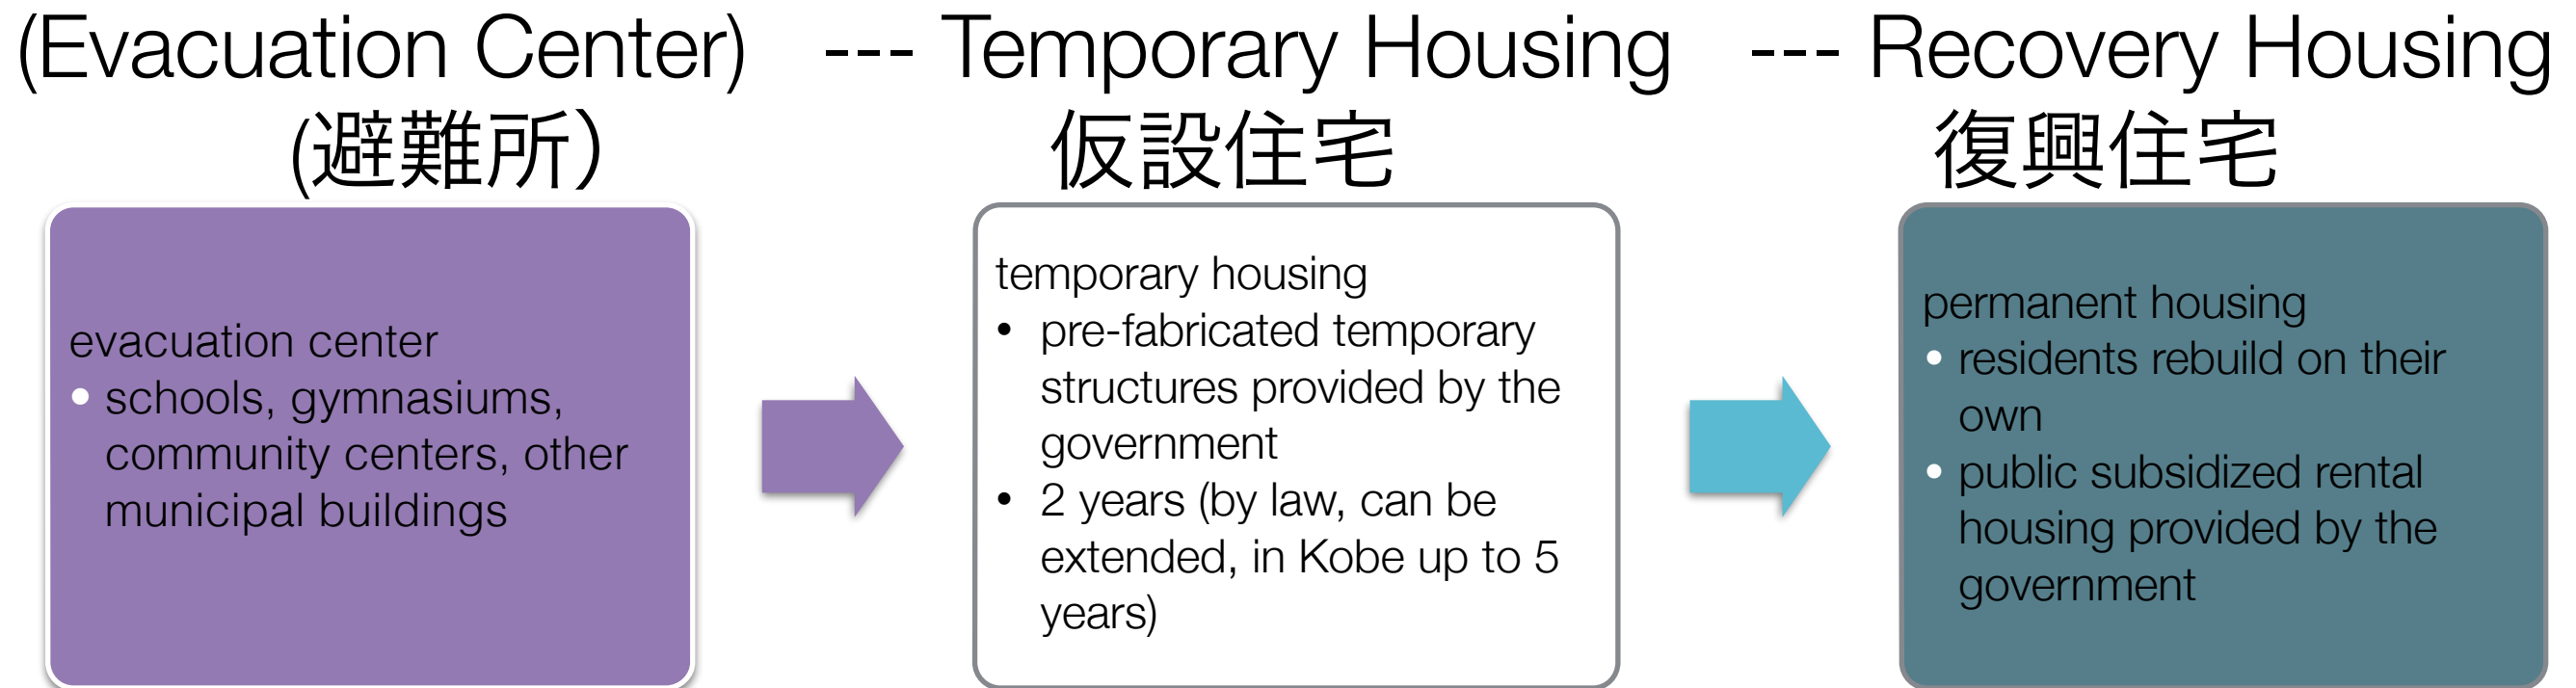 (Evacuation Center) --- Temporary Housing --- Recovery Housing
(避難所） 仮設住宅 復興住宅
evacuation center
• schools, gymnasiums,
community centers, other
municipal buildings
temporary housing
• pre-fabricated temporary
structures provided by the
government
• 2 years (by law, can be
extended, in Kobe up to 5
years)
permanent housing
• residents rebuild on their
own
• public subsidized rental
housing provided by the
government